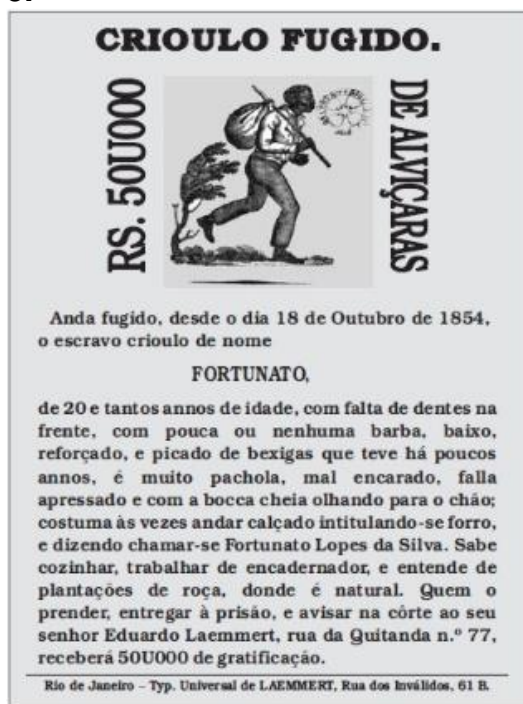 CRIOULO FUGIDO.
RS. 50U000
DE ALVIÇARAS
Anda fugido, desde o dia 18 de Outubro de 1854,
o escravo crioulo de nome
FORTUNATO,
de 20 e tantos annos de idade, com falta de dentes na
frente, com pouca ou nenhuma barba, baixo,
reforçado, e picado de bexigas que teve há poucos
annos, é muito pachola, mal encarado, falla
apressado e com a bocca cheia olhando para o chão;
costuma às vezes andar calçado intitulando-se forro,
e dizendo chamar-se Fortunato Lopes da Silva. Sabe
cozinhar, trabalhar de encadernador, e entende de
plantações de roça, donde é natural. Quem o
prender, entregar à prisão, e avisar na côrte ao seu
senhor Eduardo Laemmert, rua da Quitanda n.º 77,
receberá 50U000 de gratificação.
Rio de Janeiro – Typ. Universal de LAEMMERT, Rua dos Inválidos, 61 B.